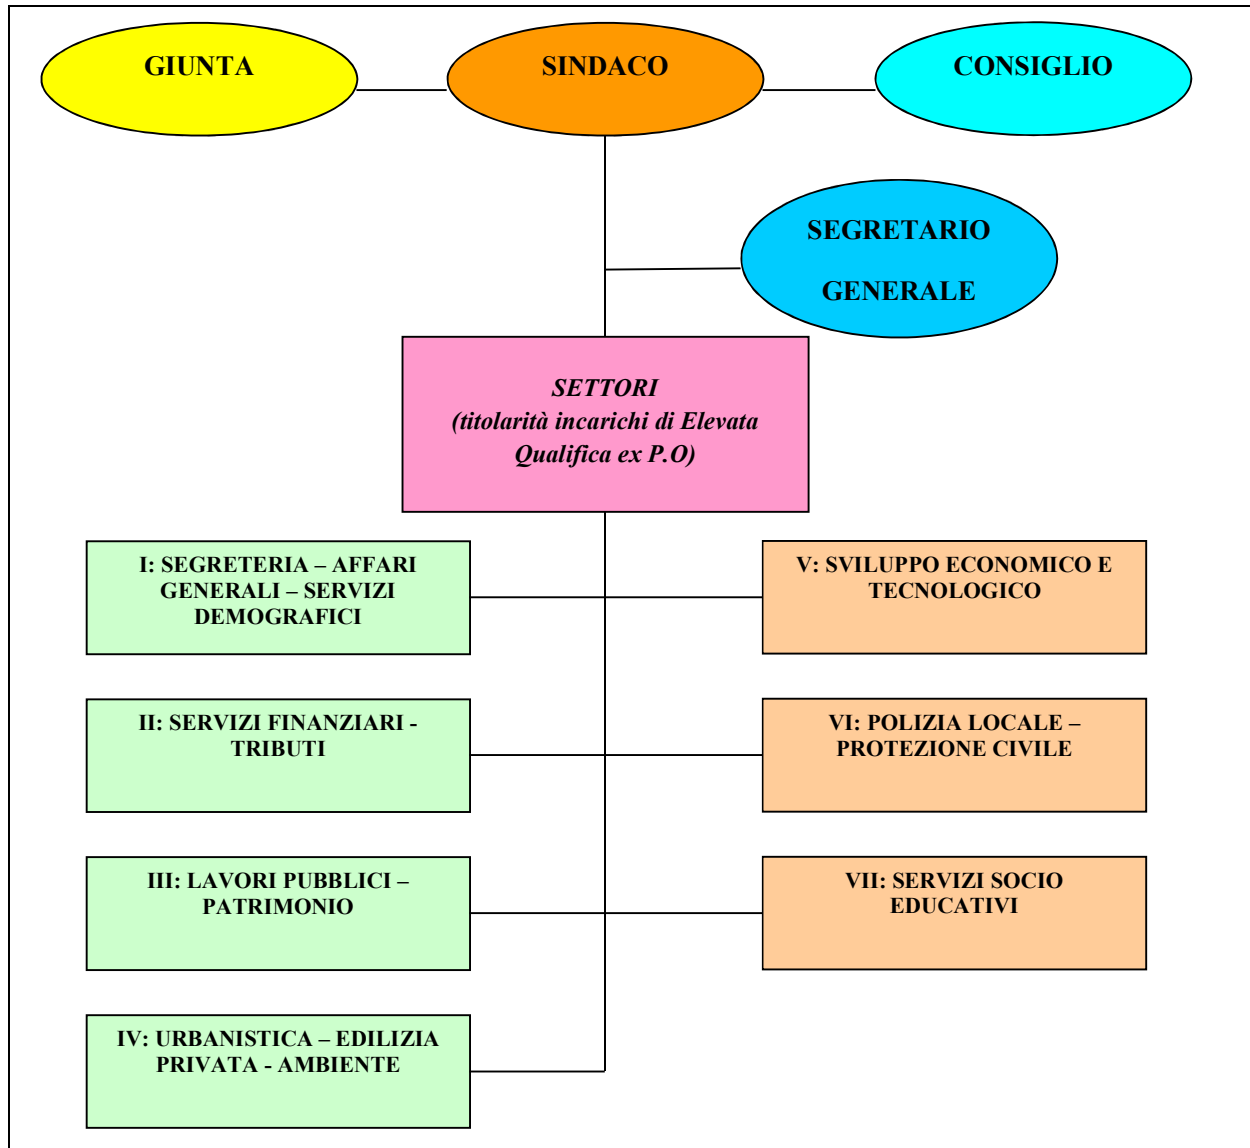 GIUNTA
SINDACO
CONSIGLIO
SEGRETARIO
GENERALE
SETTORI
(titolarità incarichi di Elevata
Qualifica ex P.O)
I: SEGRETERIA – AFFARI
GENERALI – SERVIZI
DEMOGRAFICI
V: SVILUPPO ECONOMICO E
TECNOLOGICO
II: SERVIZI FINANZIARI -
TRIBUTI
VI: POLIZIA LOCALE –
PROTEZIONE CIVILE
III: LAVORI PUBBLICI –
PATRIMONIO
VII: SERVIZI SOCIO
EDUCATIVI
IV: URBANISTICA – EDILIZIA
PRIVATA - AMBIENTE